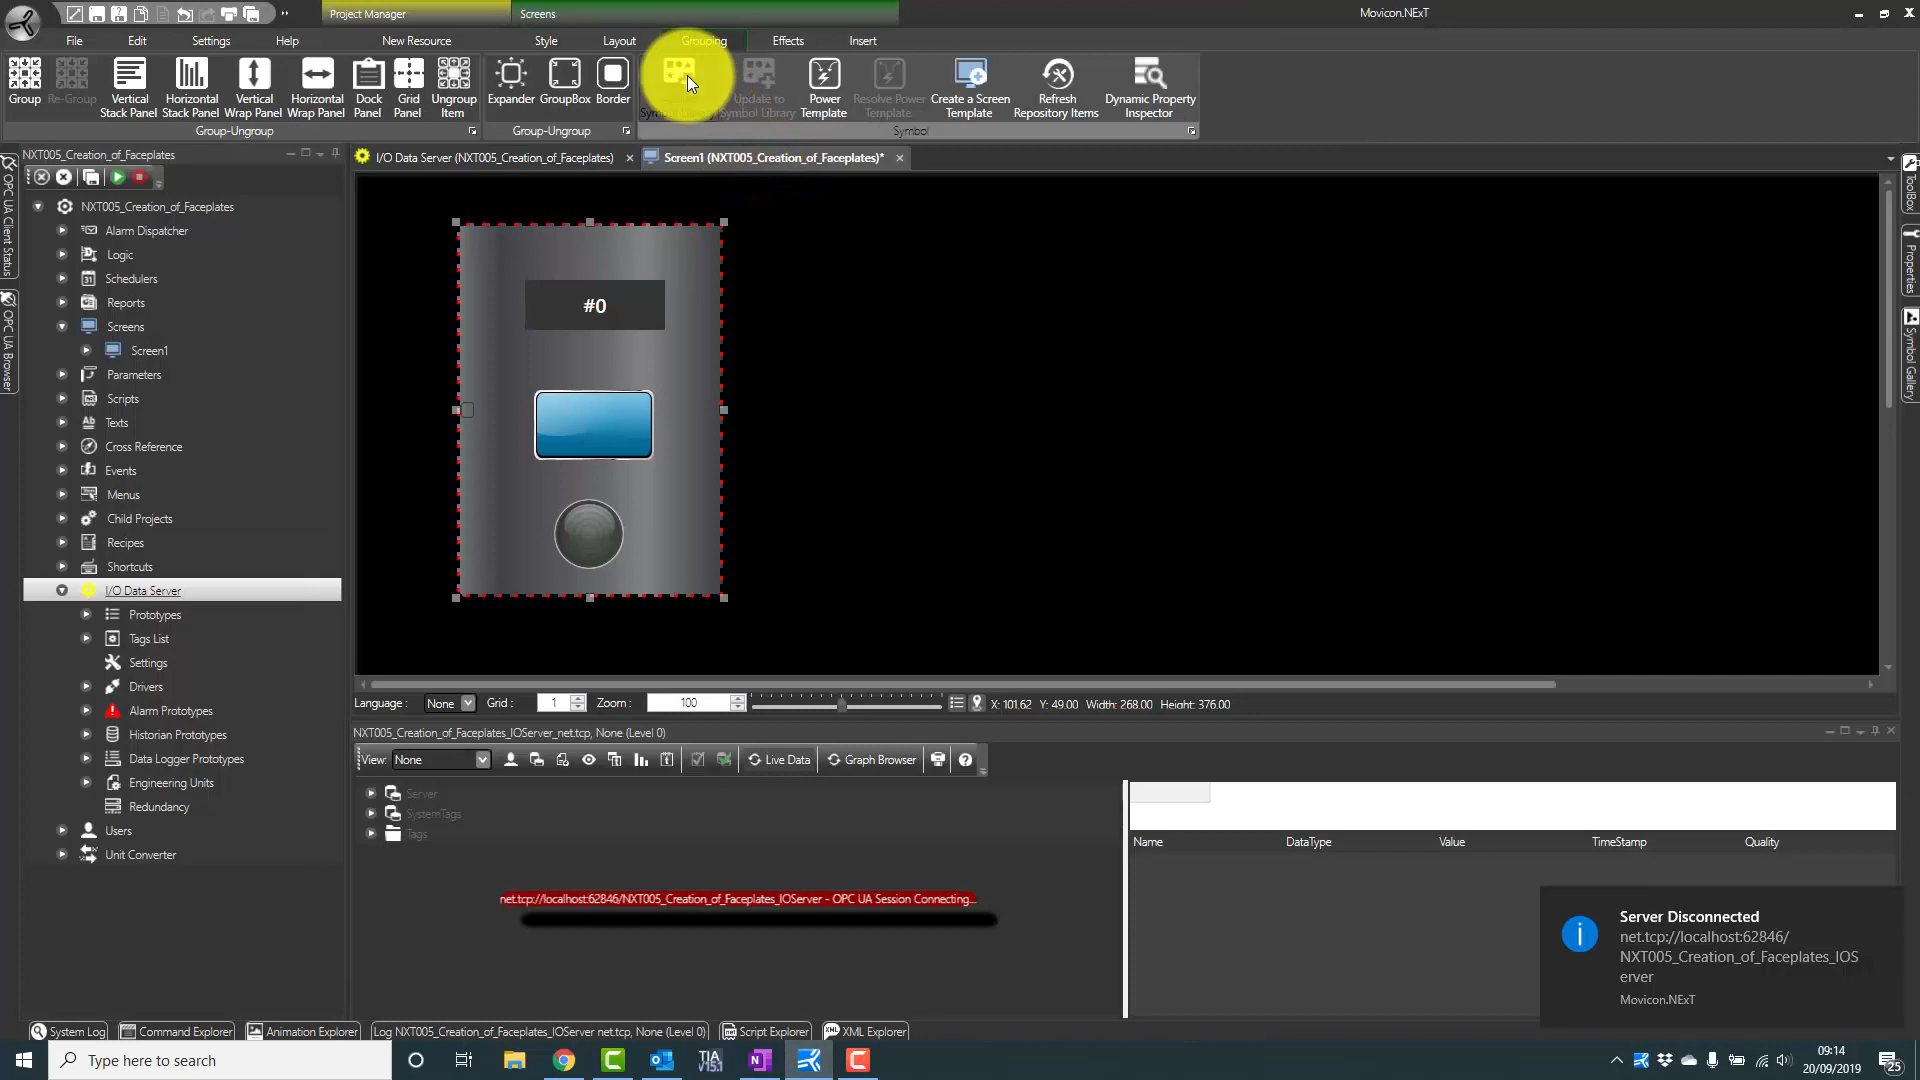 Project Manager
Screens
Movicon.NExT
File
Edit
Settings
Help
New Resource
Style
Layout
Grouping
Effects
Insert
Group
Re-Group
Vertical
Stack Panel
Horizontal
Stack Panel
Vertical
Wrap Panel
Horizontal
Wrap Panel
Dock
Panel
Grid
Panel
Ungroup
Item
Expander
GroupBox
Border
Symbol Library
Update to
Symbol Library
Power
Template
Resolve Power
Template
Create a Screen
Template
Refresh
Repository Items
Dynamic Property
Inspector
Group-Ungroup
Group-Ungroup
Symbol
OPC UA Client Status
OPC UA Browser
NXT005_Creation_of_Faceplates
NXT005_Creation_of_Faceplates
Alarm Dispatcher
Logic
Schedulers
Reports
Screens
Screen1
Parameters
Scripts
Texts
Cross Reference
Events
Menus
Child Projects
Recipes
Shortcuts
I/O Data Server
Prototypes
Tags List
Settings
Drivers
Alarm Prototypes
Historian Prototypes
Data Logger Prototypes
Engineering Units
Redundancy
Users
Unit Converter
I/O Data Server (NXT005_Creation_of_Faceplates)
Screen1 (NXT005_Creation_of_Faceplates)*
#0
ToolBox
Properties
Symbol Gallery
Language :
None
Grid :
1
Zoom :
100
X: 101.62 Y: 49.00 Width: 268.00 Height: 376.00
NXT005_Creation_of_Faceplates_IOServer_net.tcp, None (Level 0)
View:
None
Live Data
Graph Browser
Server
SystemTags
Tags
net.tcp://localhost:62846/NXT005_Creation_of_Faceplates_IOServer - OPC UA Session Connecting...
Name
DataType
Value
TimeStamp
Quality
Server Disconnected
net.tcp://localhost:62846/
NXT005_Creation_of_Faceplates_IOS
erver
Movicon.NExT
System Log
Command Explorer
Animation Explorer
Log NXT005_Creation_of_Faceplates_IOServer net.tcp, None (Level 0)
Script Explorer
XML Explorer
Type here to search
TIA
V15.1
09:14
20/09/2019
25